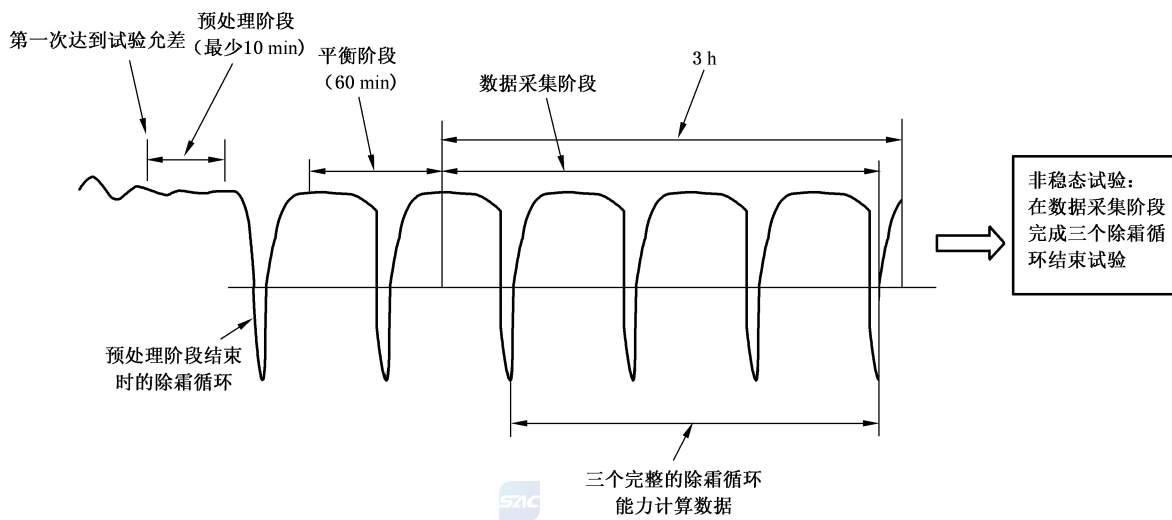 第一次达到试验允差
预处理阶段
（最少10 min）
平衡阶段
（60 min）
数据采集阶段
3 h
非稳态试验：
在数据采集阶段
完成三个除霜循
环结束试验
预处理阶段结束
时的除霜循环
三个完整的除霜循环
能力计算数据
SAC